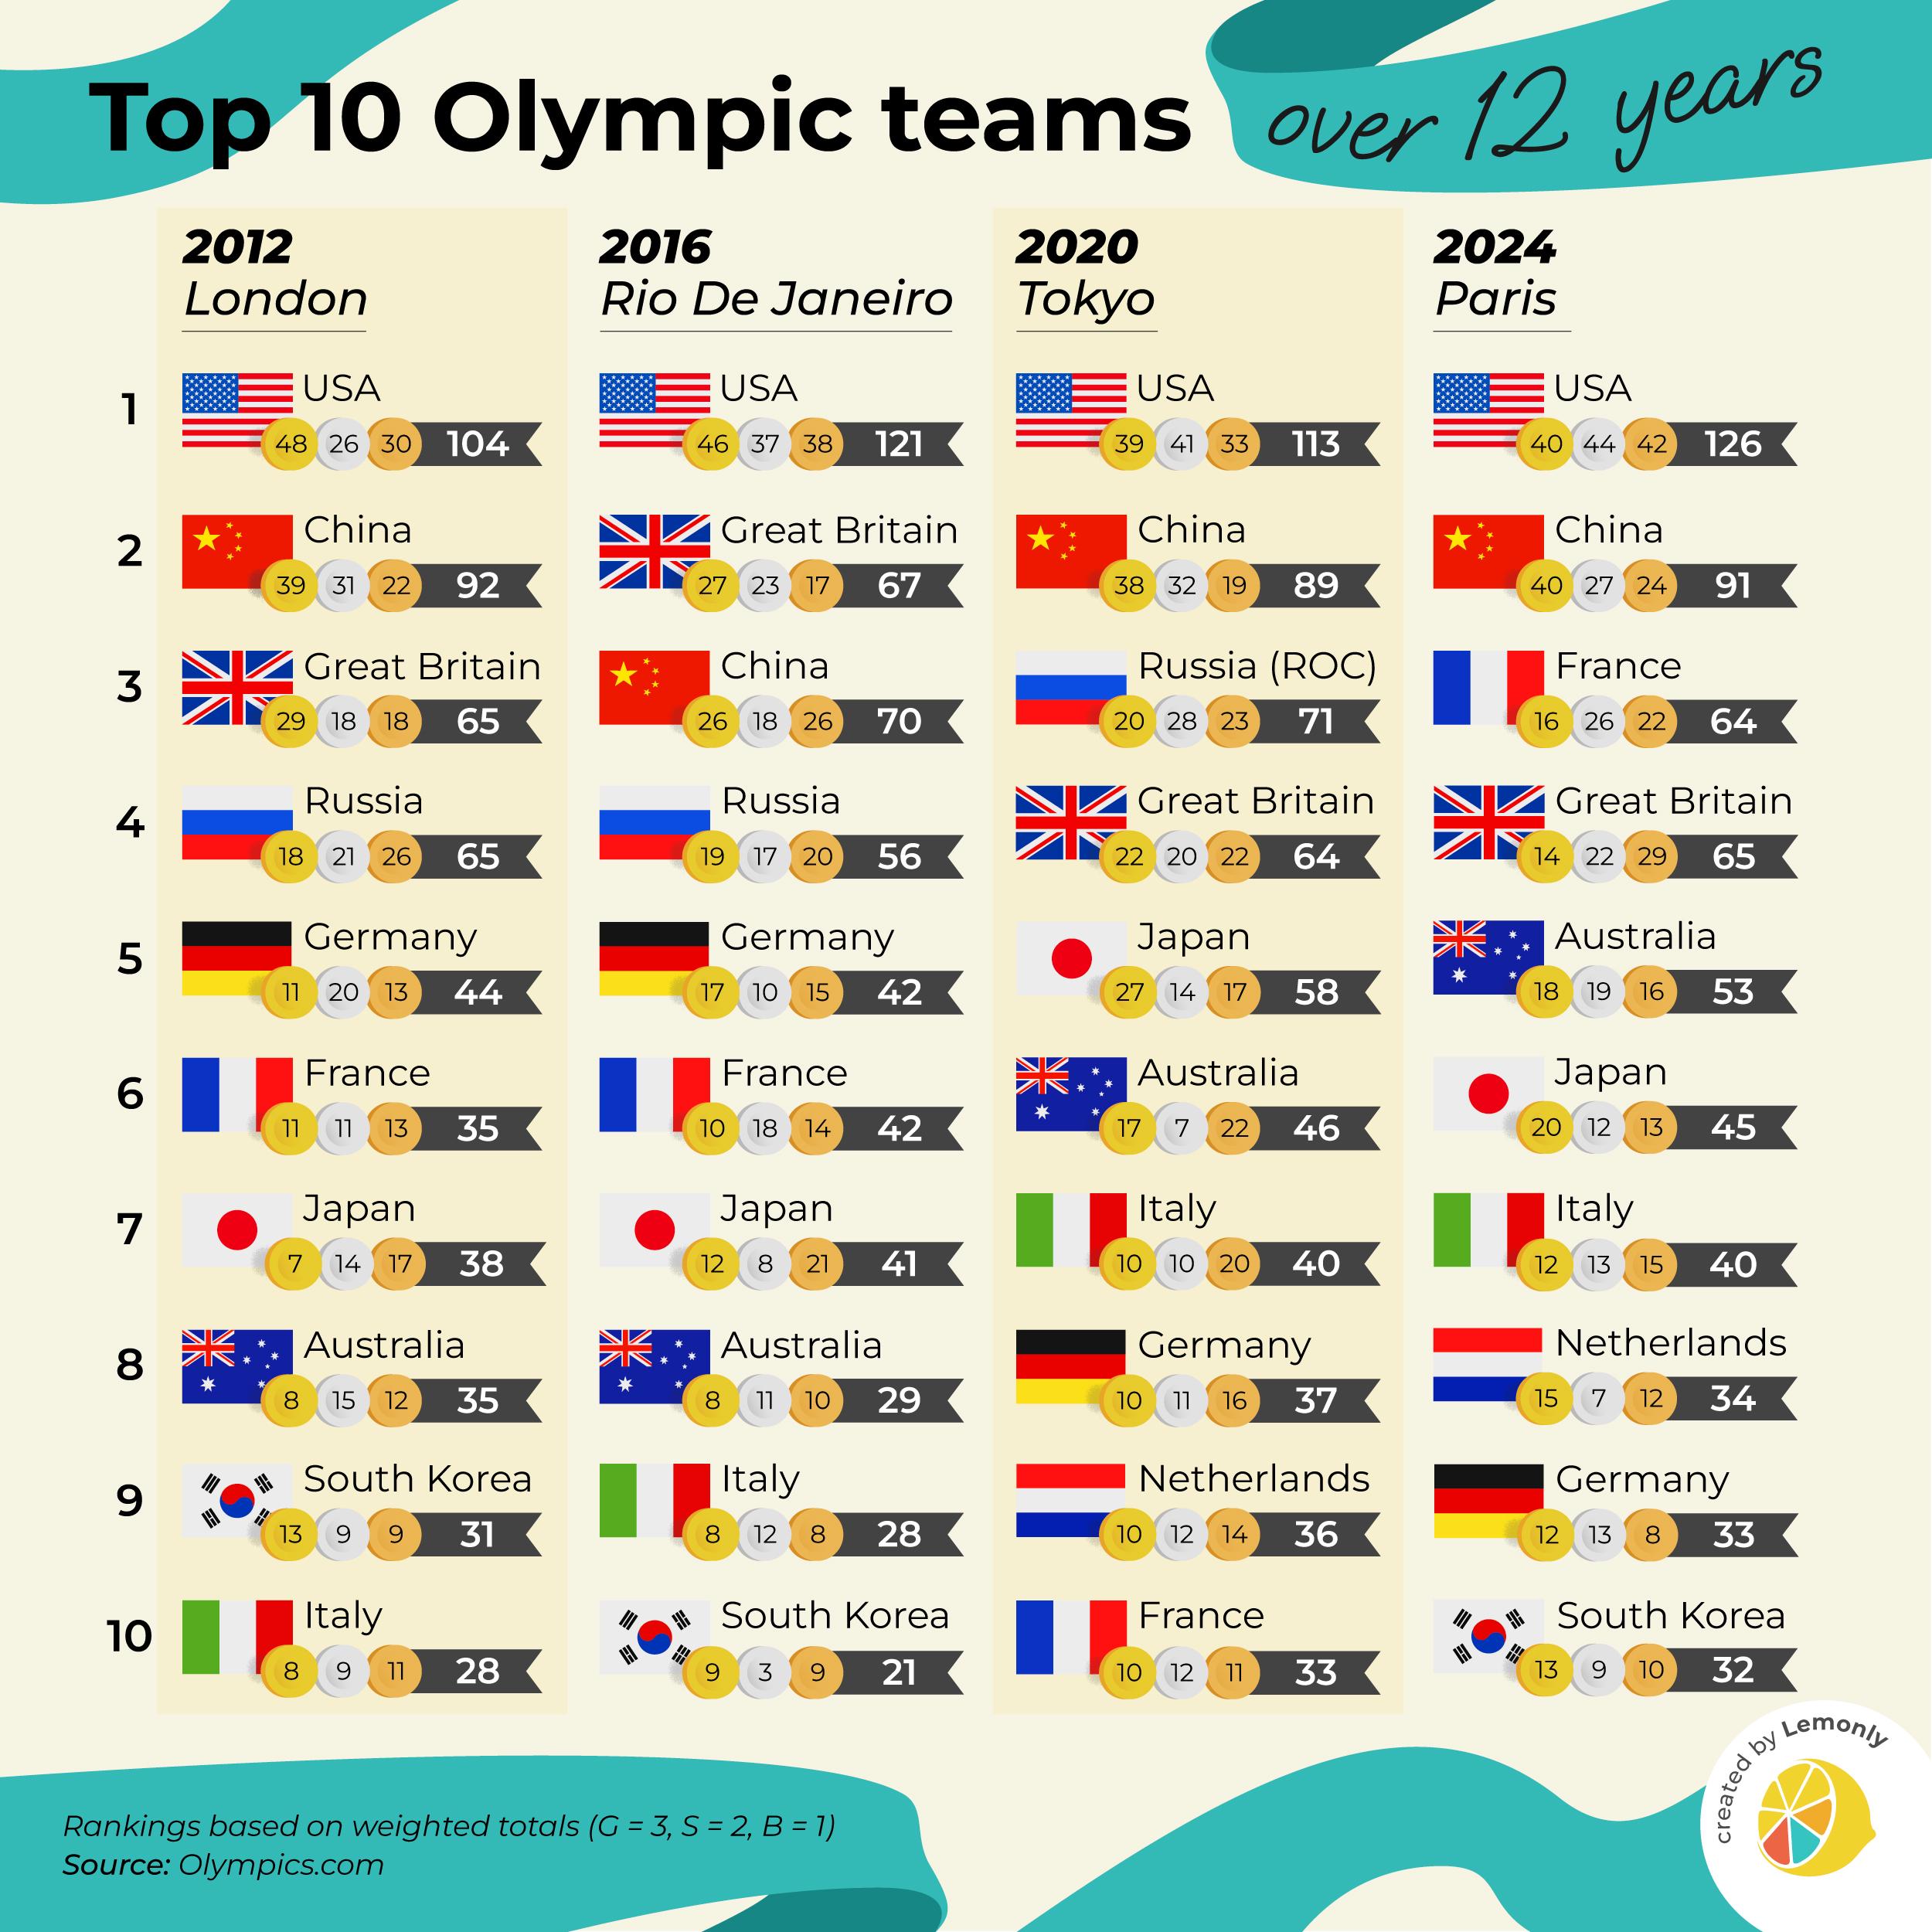 Top 10 Olympic teams over 12 years
2012
London
2016
Rio De Janeiro
2020
Tokyo
2024
Paris
1
USA
48 26 30 104
USA
46 37 38 121
USA
39 41 33 113
USA
40 44 42 126
2
China
39 31 22 92
Great Britain
27 23 17 67
China
38 32 19 89
China
40 27 24 91
3
Great Britain
29 18 18 65
China
26 18 26 70
Russia (ROC)
20 28 23 71
France
16 26 22 64
4
Russia
18 21 26 65
Russia
19 17 20 56
Great Britain
22 20 22 64
Great Britain
14 22 29 65
5
Germany
11 20 13 44
Germany
17 10 15 42
Japan
27 14 17 58
Australia
18 19 16 53
6
France
11 11 13 35
France
10 18 14 42
Australia
17 7 22 46
Japan
20 12 13 45
7
Japan
7 14 17 38
Japan
12 8 21 41
Italy
10 10 20 40
Italy
12 13 15 40
8
Australia
8 15 12 35
Australia
8 11 10 29
Germany
10 11 16 37
Netherlands
15 7 12 34
9
South Korea
13 9 9 31
Italy
8 12 8 28
Netherlands
10 12 14 36
Germany
12 13 8 33
10
Italy
8 9 11 28
South Korea
9 3 9 21
France
10 12 11 33
South Korea
13 9 10 32
Rankings based on weighted totals (G = 3, S = 2, B = 1)
Source: Olympics.com
created by Lemonly